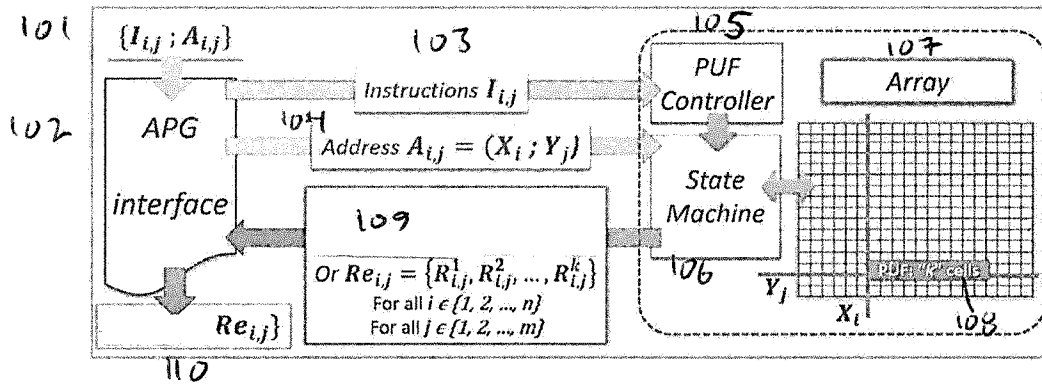 101
{I_{i,j} ; A_{i,j}}
103
105
107
Instructions I_{i,j}
PUF
Controller
Array
102
APG
interface
104
Address A_{i,j} = (X_i ; Y_j)
State
Machine
109
106
Or Re_{i,j} = {R^1_{i,j}, R^2_{i,j}, ..., R^k_{i,j}}
For all i ϵ {1, 2, ..., n}
For all j ϵ {1, 2, ..., m}
PUF: "k" cells
Y_j
X_i
108
Re_{i,j}}
110